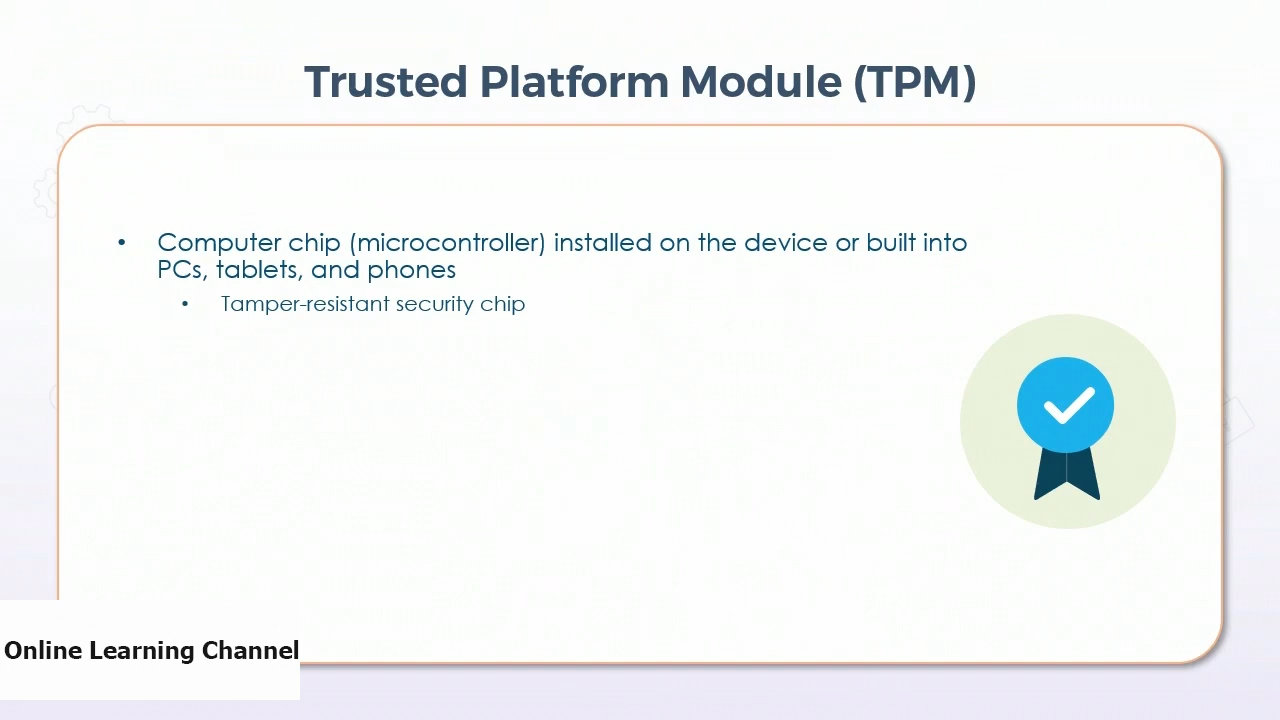 Trusted Platform Module (TPM)
• Computer chip (microcontroller) installed on the device or built into
PCs, tablets, and phones
• Tamper-resistant security chip
Online Learning Channel